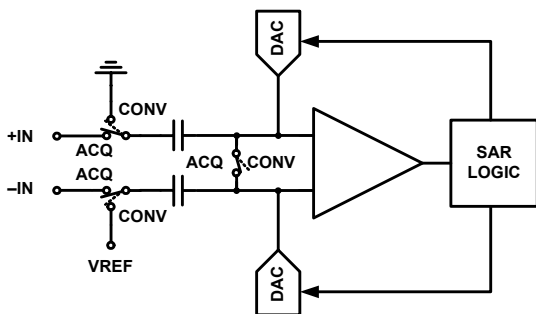 DAC
CONV
+IN
ACQ
ACQ
ACQ
CONV
SAR
LOGIC
–IN
CONV
VREF
DAC